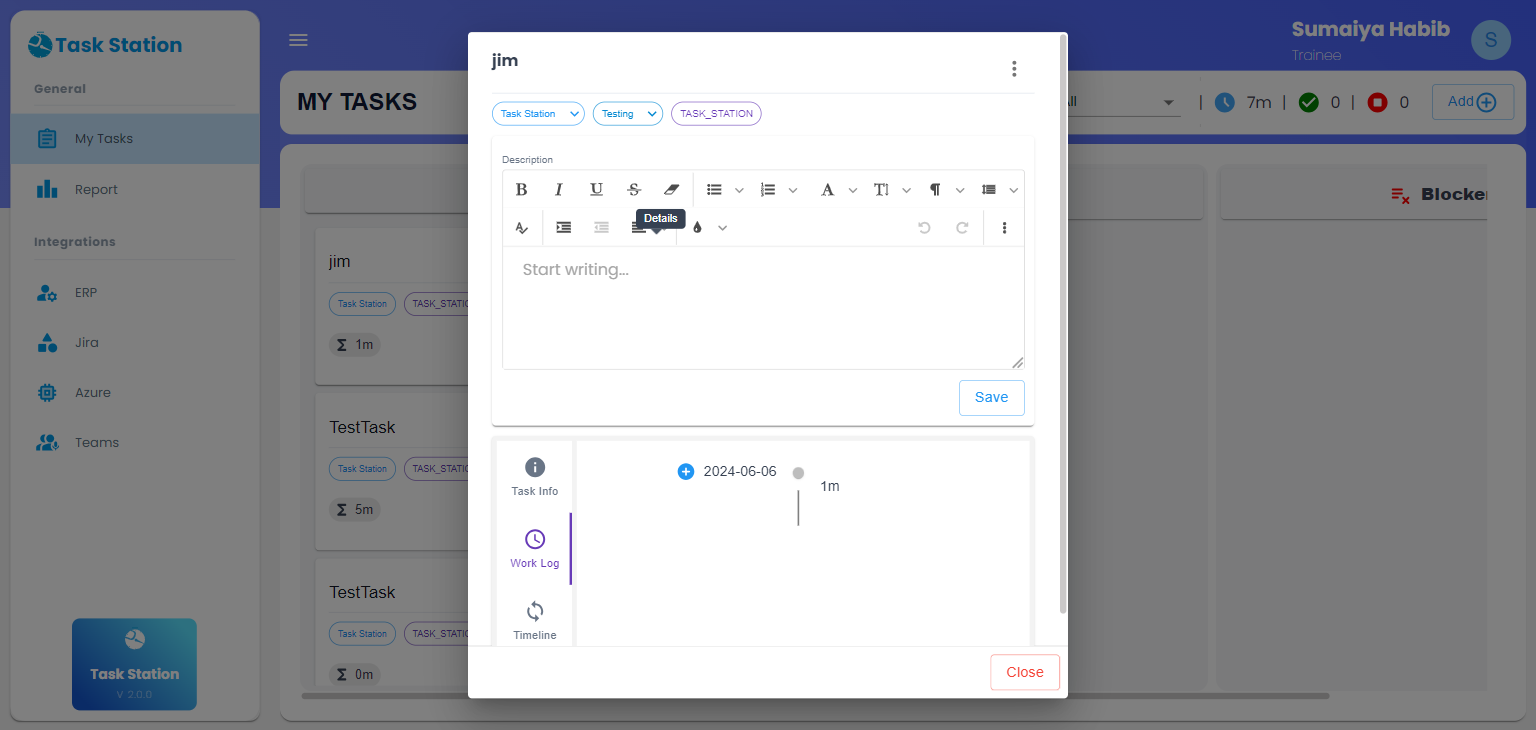 Task Station
General
My Tasks
Report
Integrations
ERP
Jira
Azure
Teams
Task Station
V 2.0.0
Sumaiya Habib
Trainee
S
MY TASKS
All
| 7m | 0 | 0
Add
Blocker
jim
Task Station
TASK_STATIO
Σ 1m
TestTask
Task Station
TASK_STATIO
Σ 5m
TestTask
Task Station
TASK_STATIO
Σ 0m
jim
Task Station
Testing
TASK_STATION
Description
B I U S A T
Details
A
Start writing...
Save
Task Info
Work Log
Timeline
2024-06-06
1m
Close